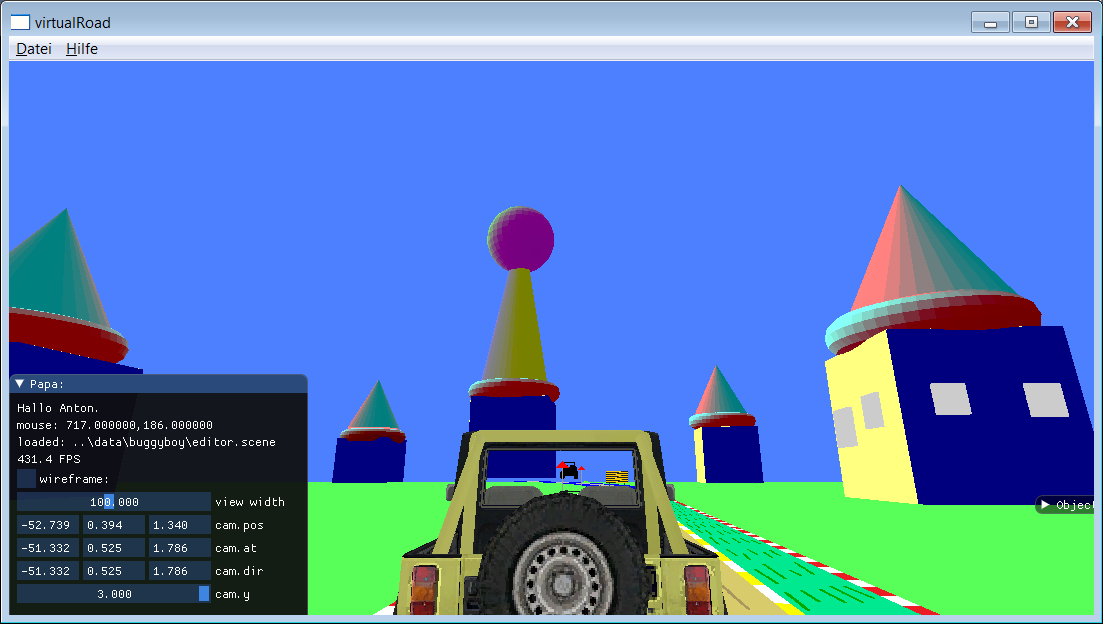 virtualRoad
Datei Hilfe
Papa:
Hallo Anton.
mouse: 717.000000,186.000000
loaded: ..\data\buggyboy\editor.scene
431.4 FPS
wireframe:
100.000 view width
-52.739 0.394 1.340 cam.pos
-51.332 0.525 1.786 cam.at
-51.332 0.525 1.786 cam.dir
3.000 cam.y
Objec